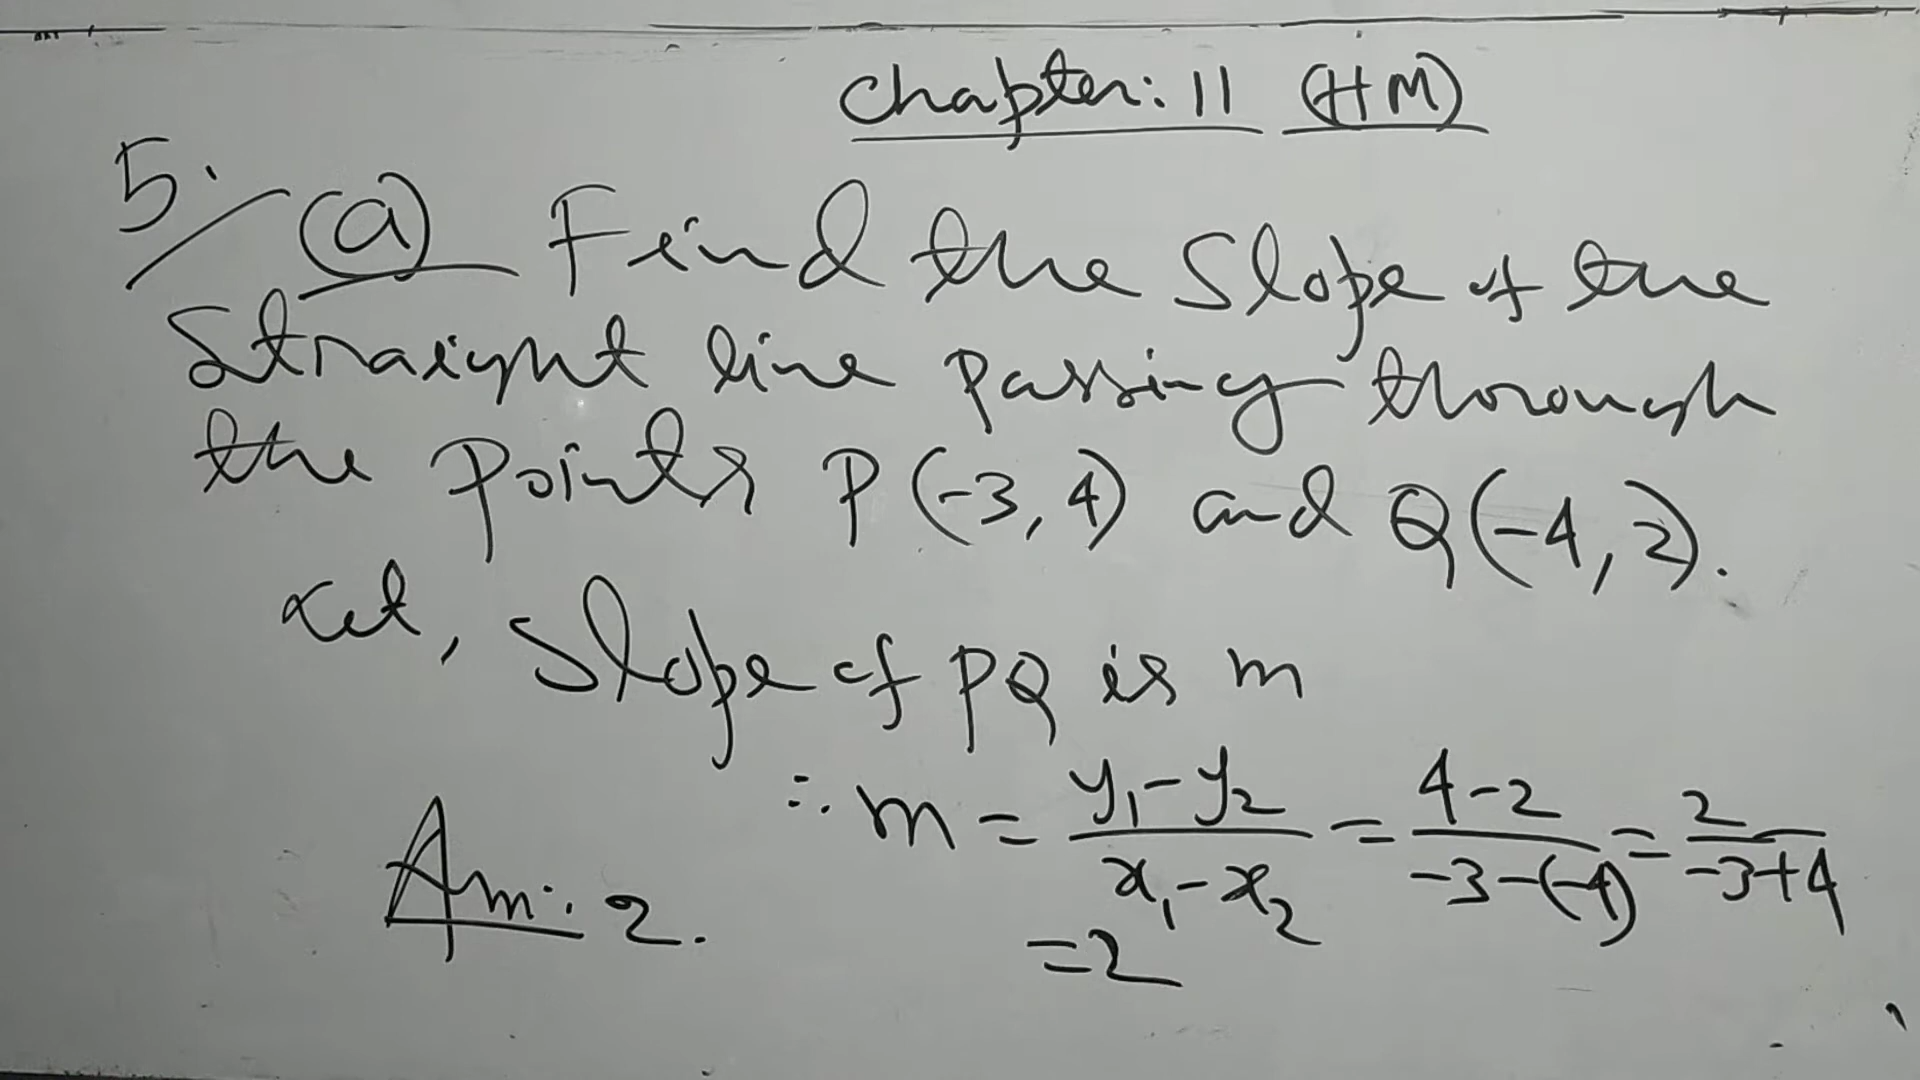 Chapter: 11 (HM)
5. (a) Find the Slope of the
Straight line passing through
the points P(-3, 4) and Q(-4, 2).
Let, Slope of PQ is m
∴ m = (y₁-y₂)/(x₁-x₂) = (4-2)/(-3-(-4)) = 2/(-3+4)
= 2
Ans: 2.